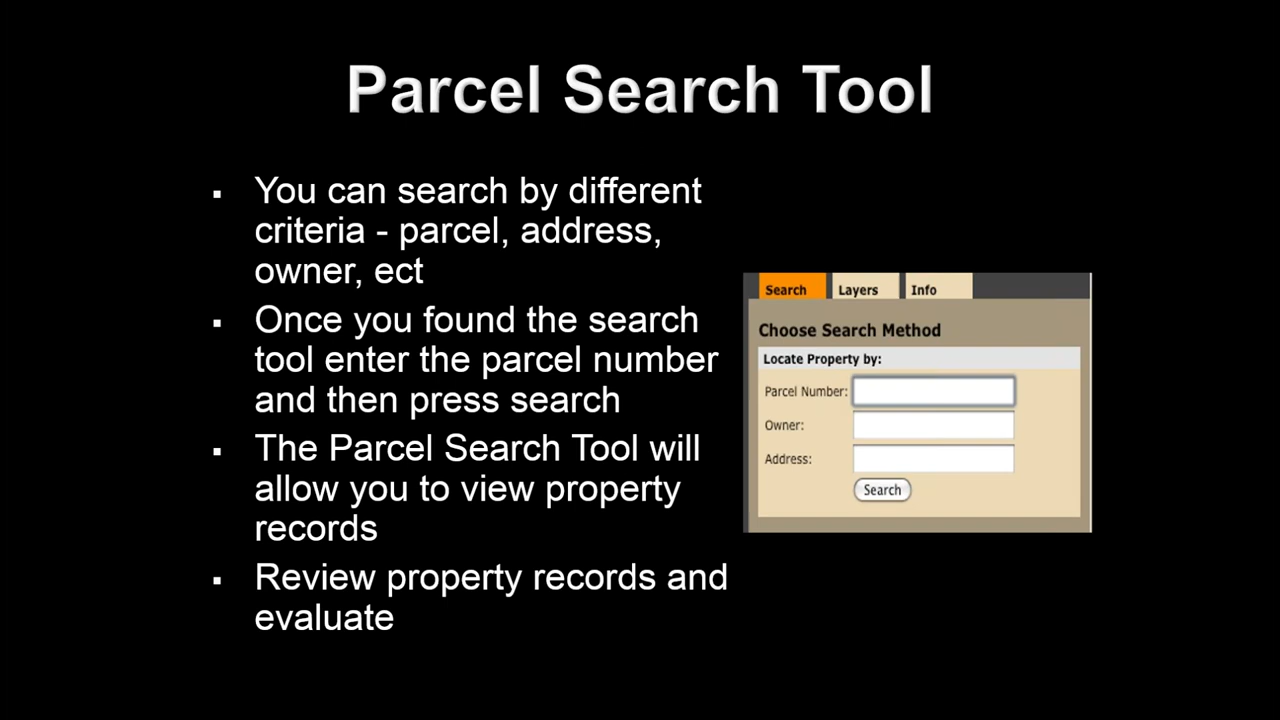 Parcel Search Tool
▪ You can search by different
criteria - parcel, address,
owner, ect
▪ Once you found the search
tool enter the parcel number
and then press search
▪ The Parcel Search Tool will
allow you to view property
records
▪ Review property records and
evaluate
Search Layers Info
Choose Search Method
Locate Property by:
Parcel Number:
Owner:
Address:
Search